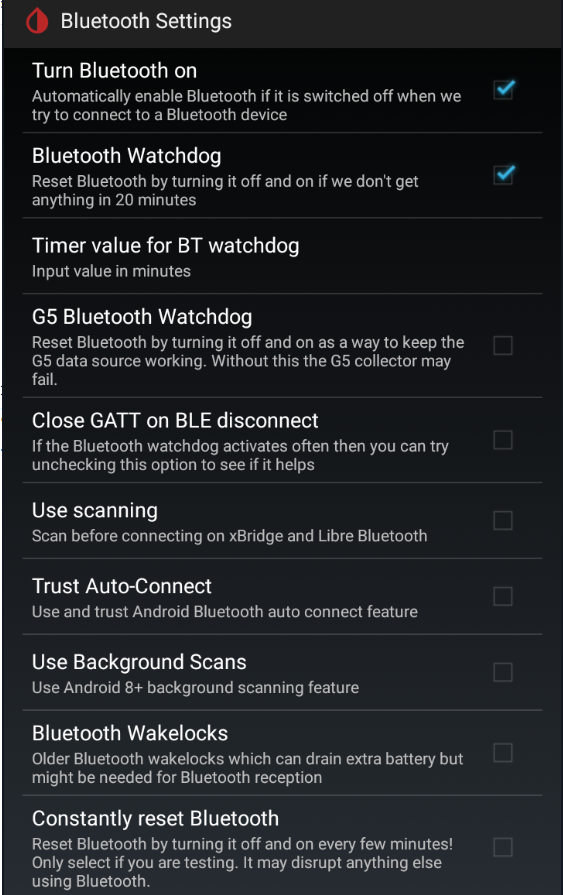 Bluetooth Settings
Turn Bluetooth on
Automatically enable Bluetooth if it is switched off when we
try to connect to a Bluetooth device
Bluetooth Watchdog
Reset Bluetooth by turning it off and on if we don't get
anything in 20 minutes
Timer value for BT watchdog
Input value in minutes
G5 Bluetooth Watchdog
Reset Bluetooth by turning it off and on as a way to keep the
G5 data source working. Without this the G5 collector may
fail.
Close GATT on BLE disconnect
If the Bluetooth watchdog activates often then you can try
unchecking this option to see if it helps
Use scanning
Scan before connecting on xBridge and Libre Bluetooth
Trust Auto-Connect
Use and trust Android Bluetooth auto connect feature
Use Background Scans
Use Android 8+ background scanning feature
Bluetooth Wakelocks
Older Bluetooth wakelocks which can drain extra battery but
might be needed for Bluetooth reception
Constantly reset Bluetooth
Reset Bluetooth by turning it off and on every few minutes!
Only select if you are testing. It may disrupt anything else
using Bluetooth.